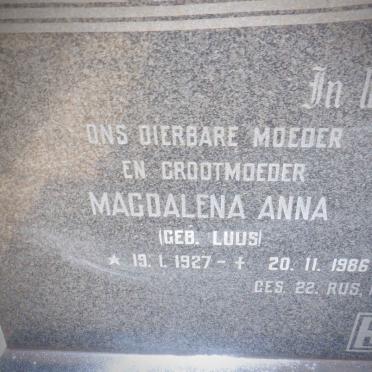 In
ONS DIERBARE MOEDER
EN GROOTMOEDER
MAGDALENA ANNA
(GEB. LUUS)
* 19.1.1927 - + 20.11.1986
GES. 22. RUS,